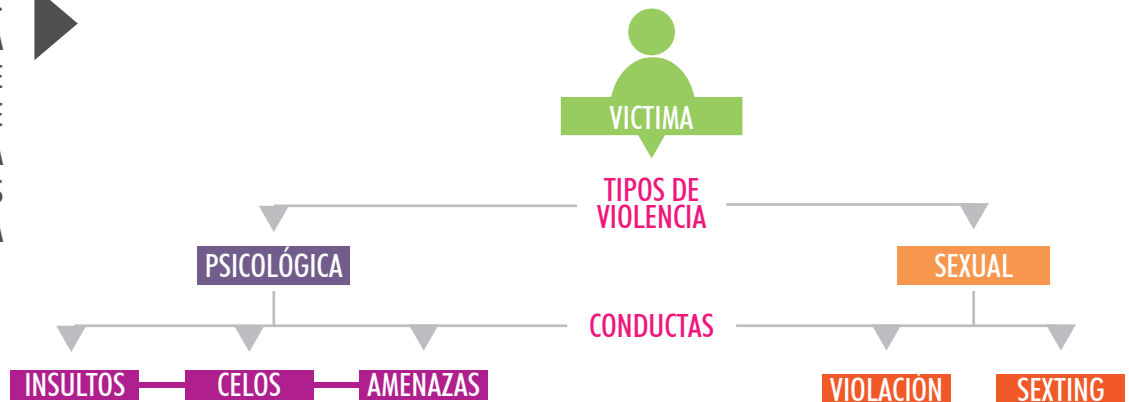 VICTIMA
TIPOS DE
VIOLENCIA
PSICOLÓGICA
SEXUAL
CONDUCTAS
INSULTOS
CELOS
AMENAZAS
VIOLACIÓN
SEXTING